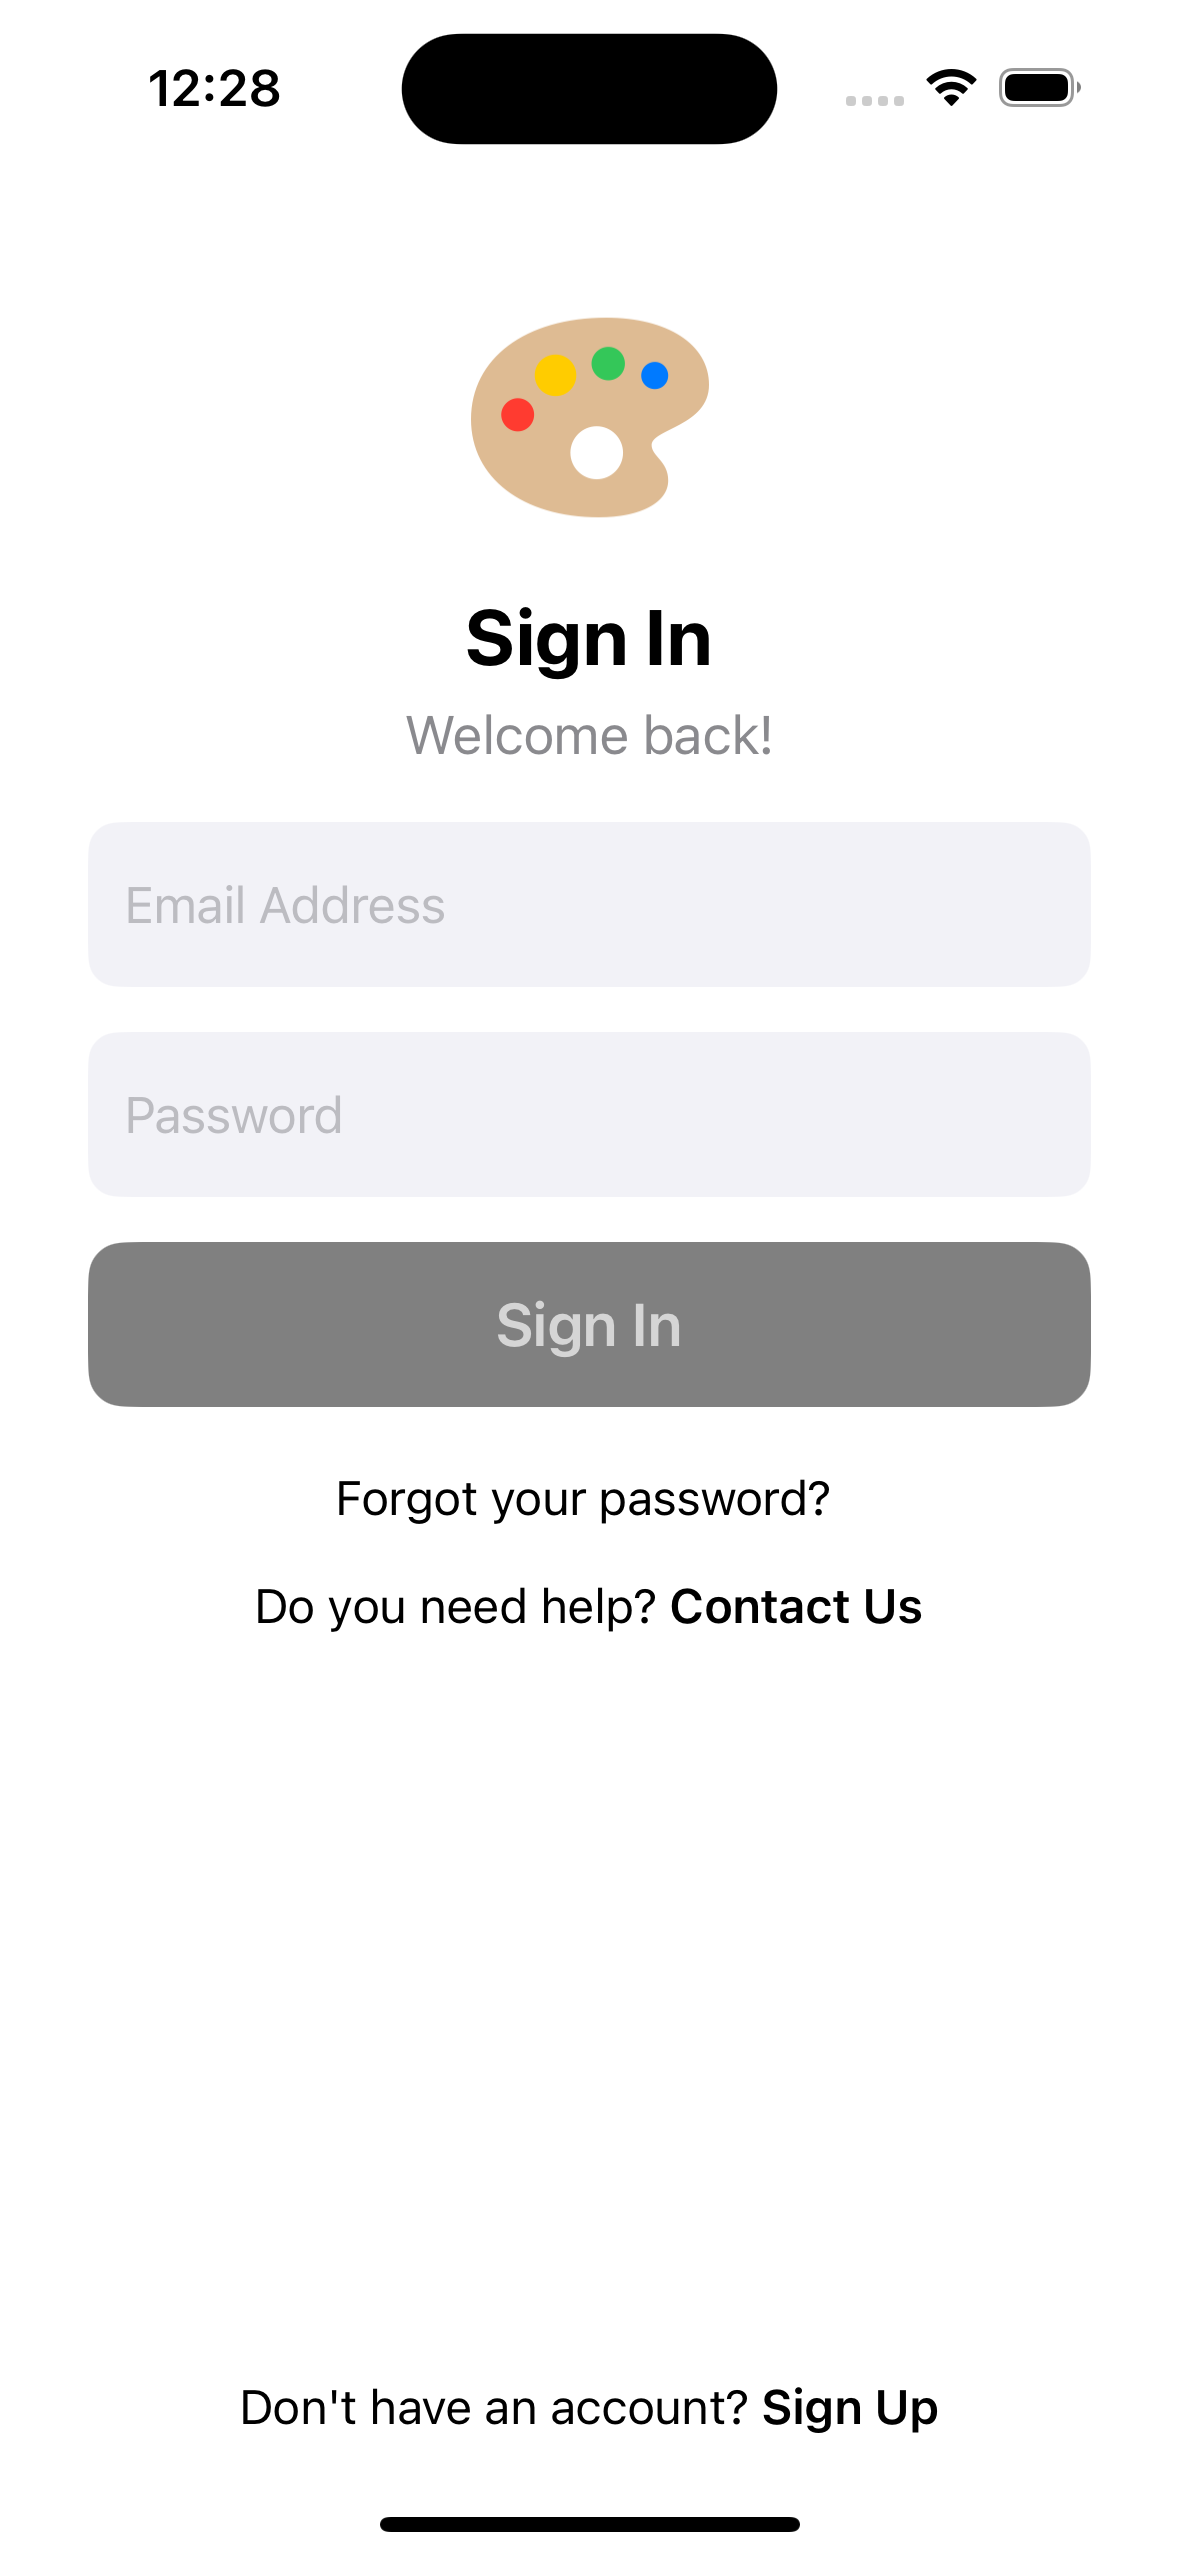 12:28
Sign In
Welcome back!
Email Address
Password
Sign In
Forgot your password?
Do you need help? Contact Us
Don't have an account? Sign Up